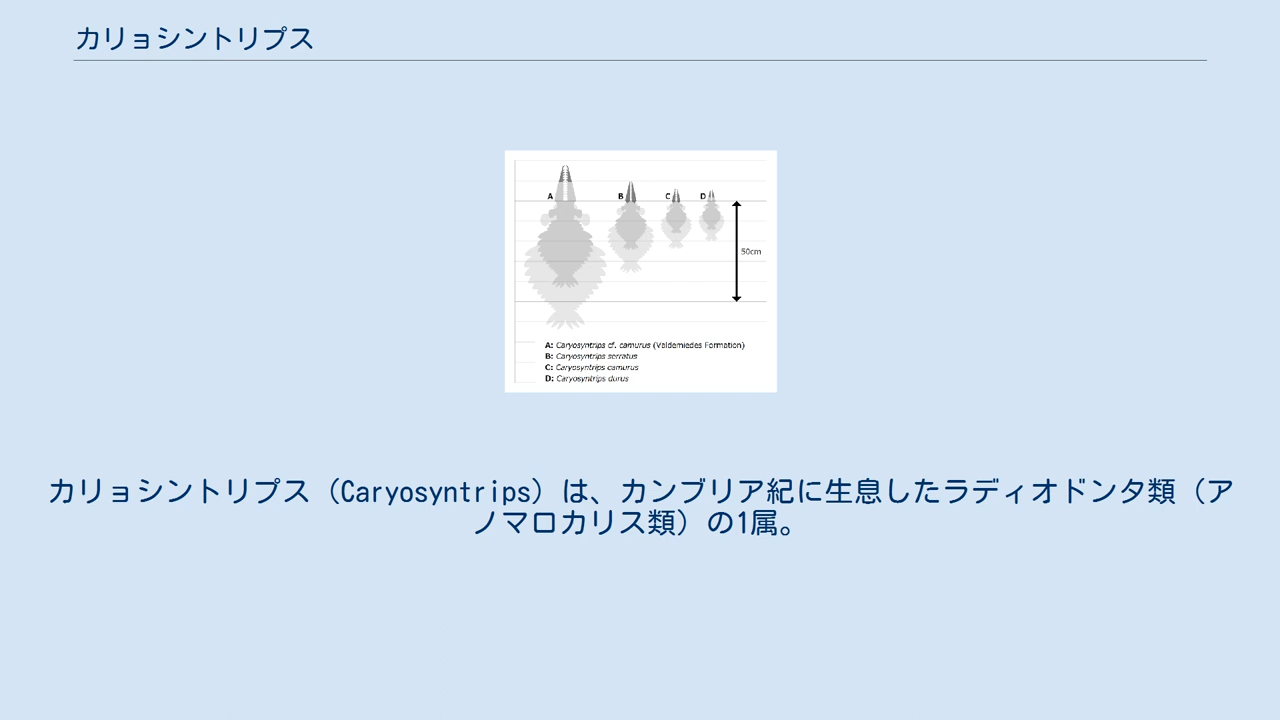 カリョシントリプス
A
B
C
D
50cm
A: Caryosyntrips cf. camurus (Valdemiedes Formation)
B: Caryosyntrips serratus
C: Caryosyntrips camurus
D: Caryosyntrips durus
カリョシントリプス（Caryosyntrips）は、カンブリア紀に生息したラディオドンタ類（ア
ノマロカリス類）の1属。